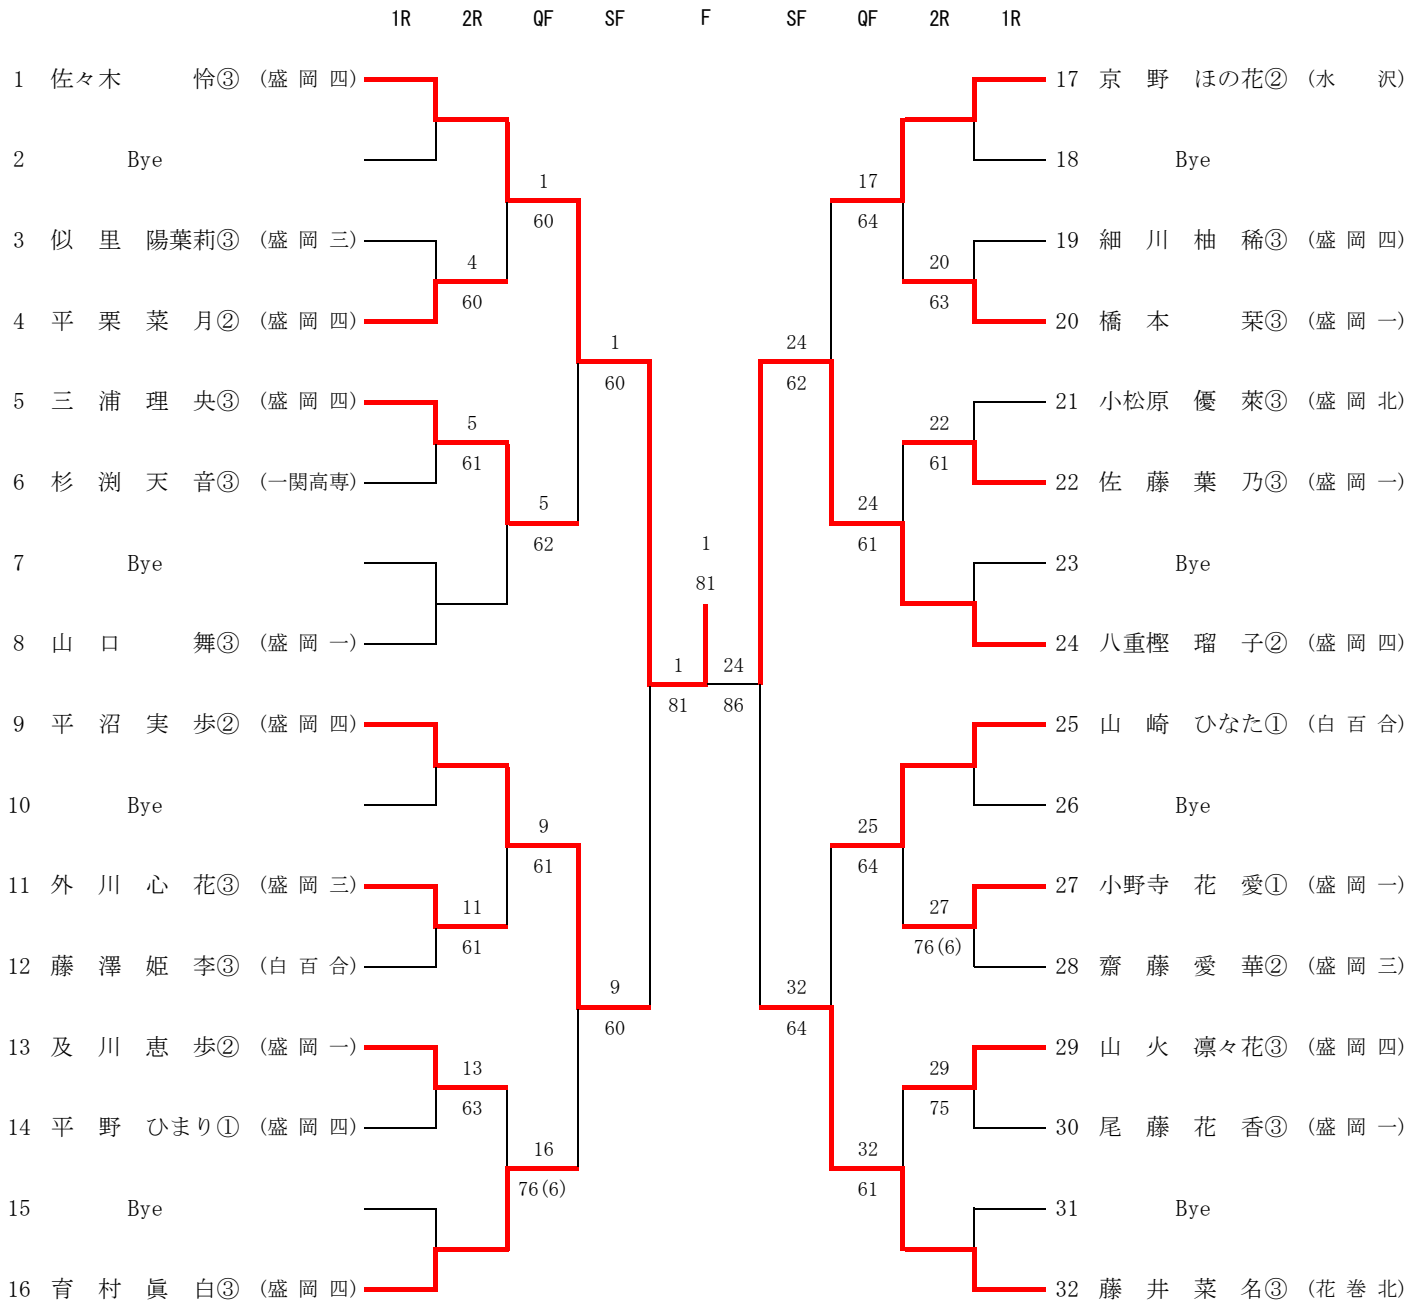 1R 2R QF SF F SF QF 2R 1R
1 佐々木 怜③ (盛岡四) 17 京野 ほの花② (水沢)
2 Bye 18 Bye
1 17
60 64
3 似里 陽葉莉③ (盛岡三) 19 細川 柚稀③ (盛岡四)
4 20
60 63
4 平栗 菜月② (盛岡四) 20 橋本 栞③ (盛岡一)
1 24
60 62
5 三浦 理央③ (盛岡四) 21 小松原 優萊③ (盛岡北)
5 22
61 61
6 杉渕 天音③ (一関高専) 22 佐藤 葉乃③ (盛岡一)
5 24
62 1 61
7 Bye 23 Bye
81
8 山口 舞③ (盛岡一) 24 八重樫 瑠子② (盛岡四)
1 24
81 86
9 平沼 実歩② (盛岡四) 25 山崎 ひなた① (白百合)
10 Bye 26 Bye
9 25
61 64
11 外川 心花③ (盛岡三) 27 小野寺 花愛① (盛岡一)
11 27
61 76(6)
12 藤澤 姫李③ (白百合) 28 齋藤 愛華② (盛岡三)
9 32
60 64
13 及川 恵歩② (盛岡一) 29 山火 凛々花③ (盛岡四)
13 29
63 75
14 平野 ひまり① (盛岡四) 30 尾藤 花香③ (盛岡一)
16 32
76(6) 61
15 Bye 31 Bye
16 育村 眞白③ (盛岡四) 32 藤井 菜名③ (花巻北)